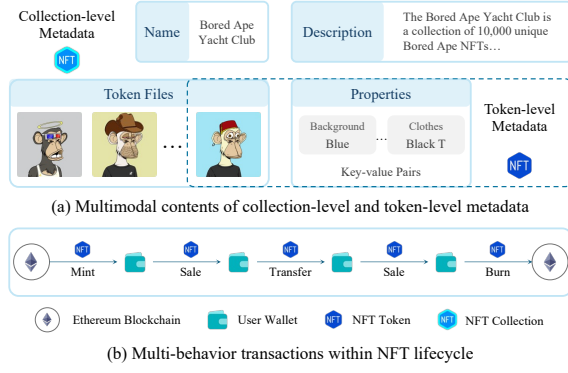 Collection-level
Metadata
NFT
Name
Bored Ape
Yacht Club
Description
The Bored Ape Yacht Club is
a collection of 10,000 unique
Bored Ape NFTs…
Token Files
...
Properties
Background
Blue
...
Clothes
Black T
Key-value Pairs
Token-level
Metadata
NFT
(a) Multimodal contents of collection-level and token-level metadata
NFT NFT NFT NFT NFT
Mint Sale Transfer Sale Burn
Ethereum Blockchain User Wallet NFT NFT Token NFT NFT Collection
(b) Multi-behavior transactions within NFT lifecycle